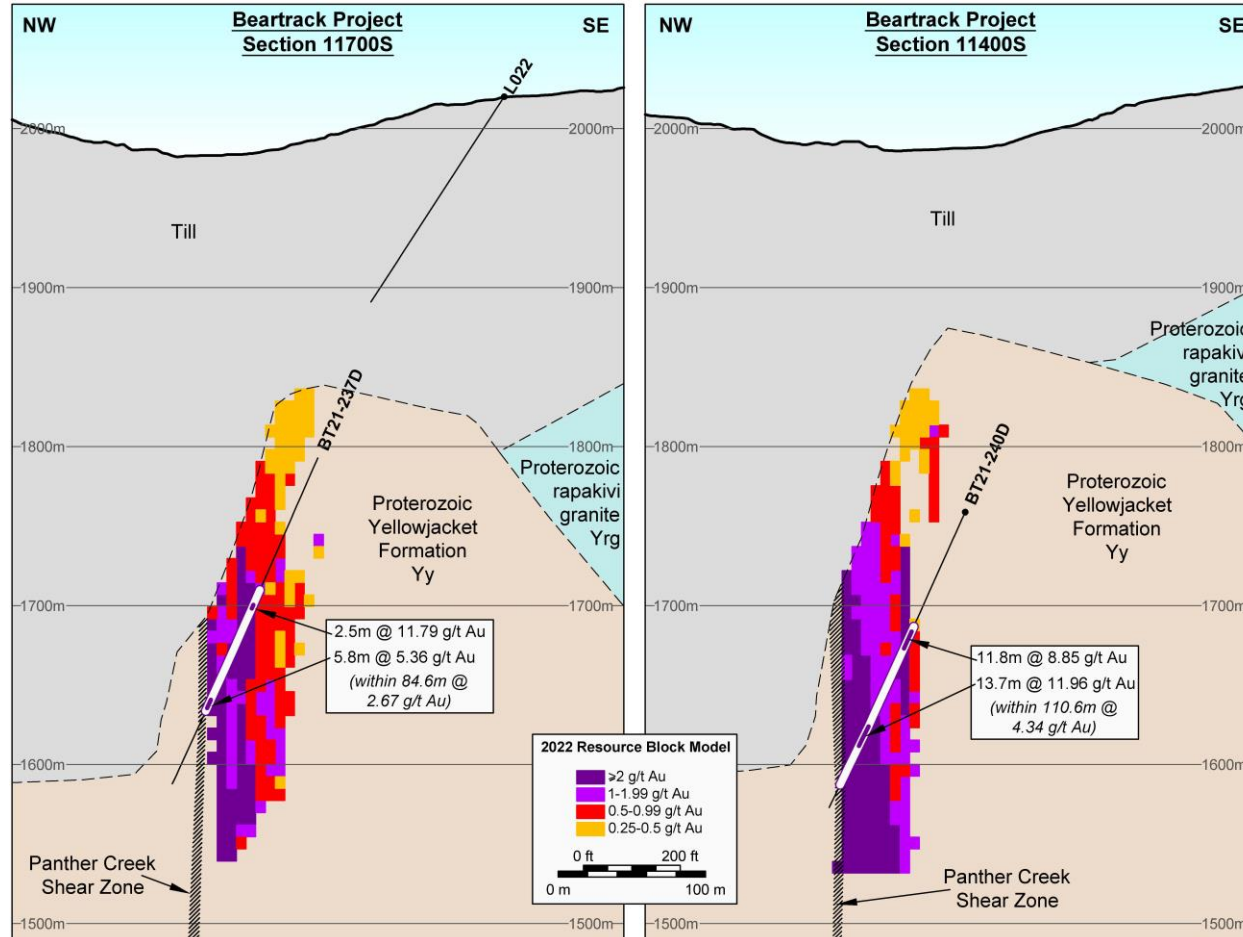 NW
Beartrack Project
Section 11700S
SE
L022
2000m
2000m
Till
1900m
1900m
BT21-237D
1800m
1800m
Proterozoic
rapakivi
granite
Yrg
Proterozoic
Yellowjacket
Formation
Yy
1700m
1700m
2.5m @ 11.79 g/t Au
5.8m @ 5.36 g/t Au
(within 84.6m @
2.67 g/t Au)
1600m
1600m
Panther Creek
Shear Zone
1500m
1500m
2022 Resource Block Model
⩾2 g/t Au
1-1.99 g/t Au
0.5-0.99 g/t Au
0.25-0.5 g/t Au
0 ft
200 ft
0 m
100 m
NW
Beartrack Project
Section 11400S
SE
2000m
2000m
Till
1900m
1900m
Proterozoic
rapakivi
granite
Yrg
1800m
1800m
BT21-240D
Proterozoic
Yellowjacket
Formation
Yy
1700m
1700m
11.8m @ 8.85 g/t Au
13.7m @ 11.96 g/t Au
(within 110.6m @
4.34 g/t Au)
1600m
1600m
Panther Creek
Shear Zone
1500m
1500m